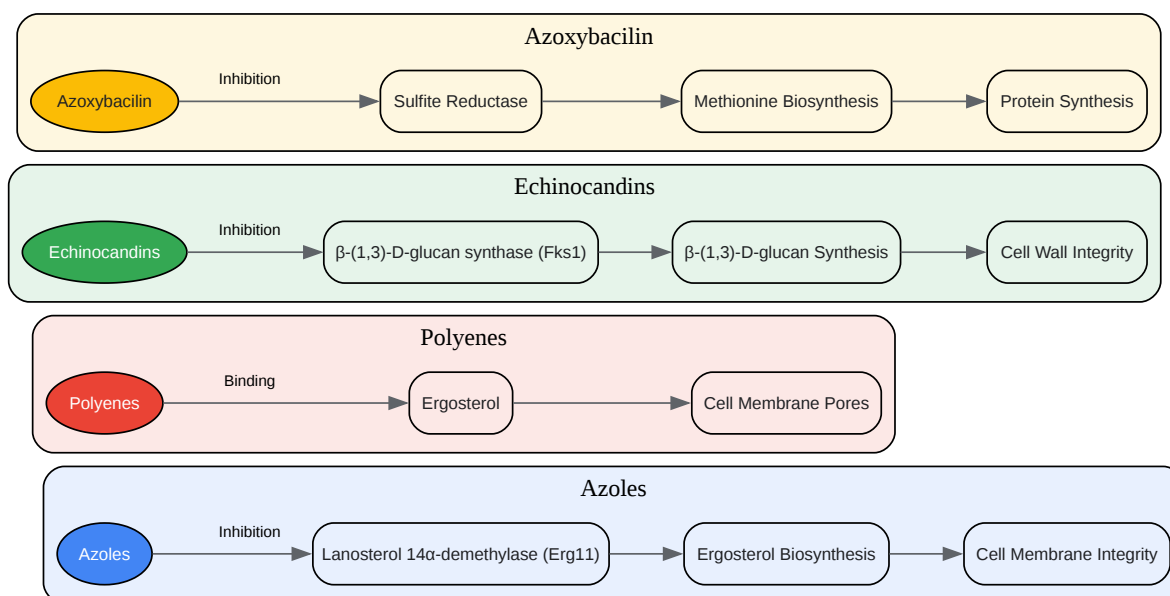 Azoxybacilin
Inhibition
Azoxybacilin
Sulfite Reductase
Methionine Biosynthesis
Protein Synthesis
Echinocandins
Inhibition
Echinocandins
β-(1,3)-D-glucan synthase (Fks1)
β-(1,3)-D-glucan Synthesis
Cell Wall Integrity
Polyenes
Binding
Polyenes
Ergosterol
Cell Membrane Pores
Azoles
Inhibition
Azoles
Lanosterol 14α-demethylase (Erg11)
Ergosterol Biosynthesis
Cell Membrane Integrity